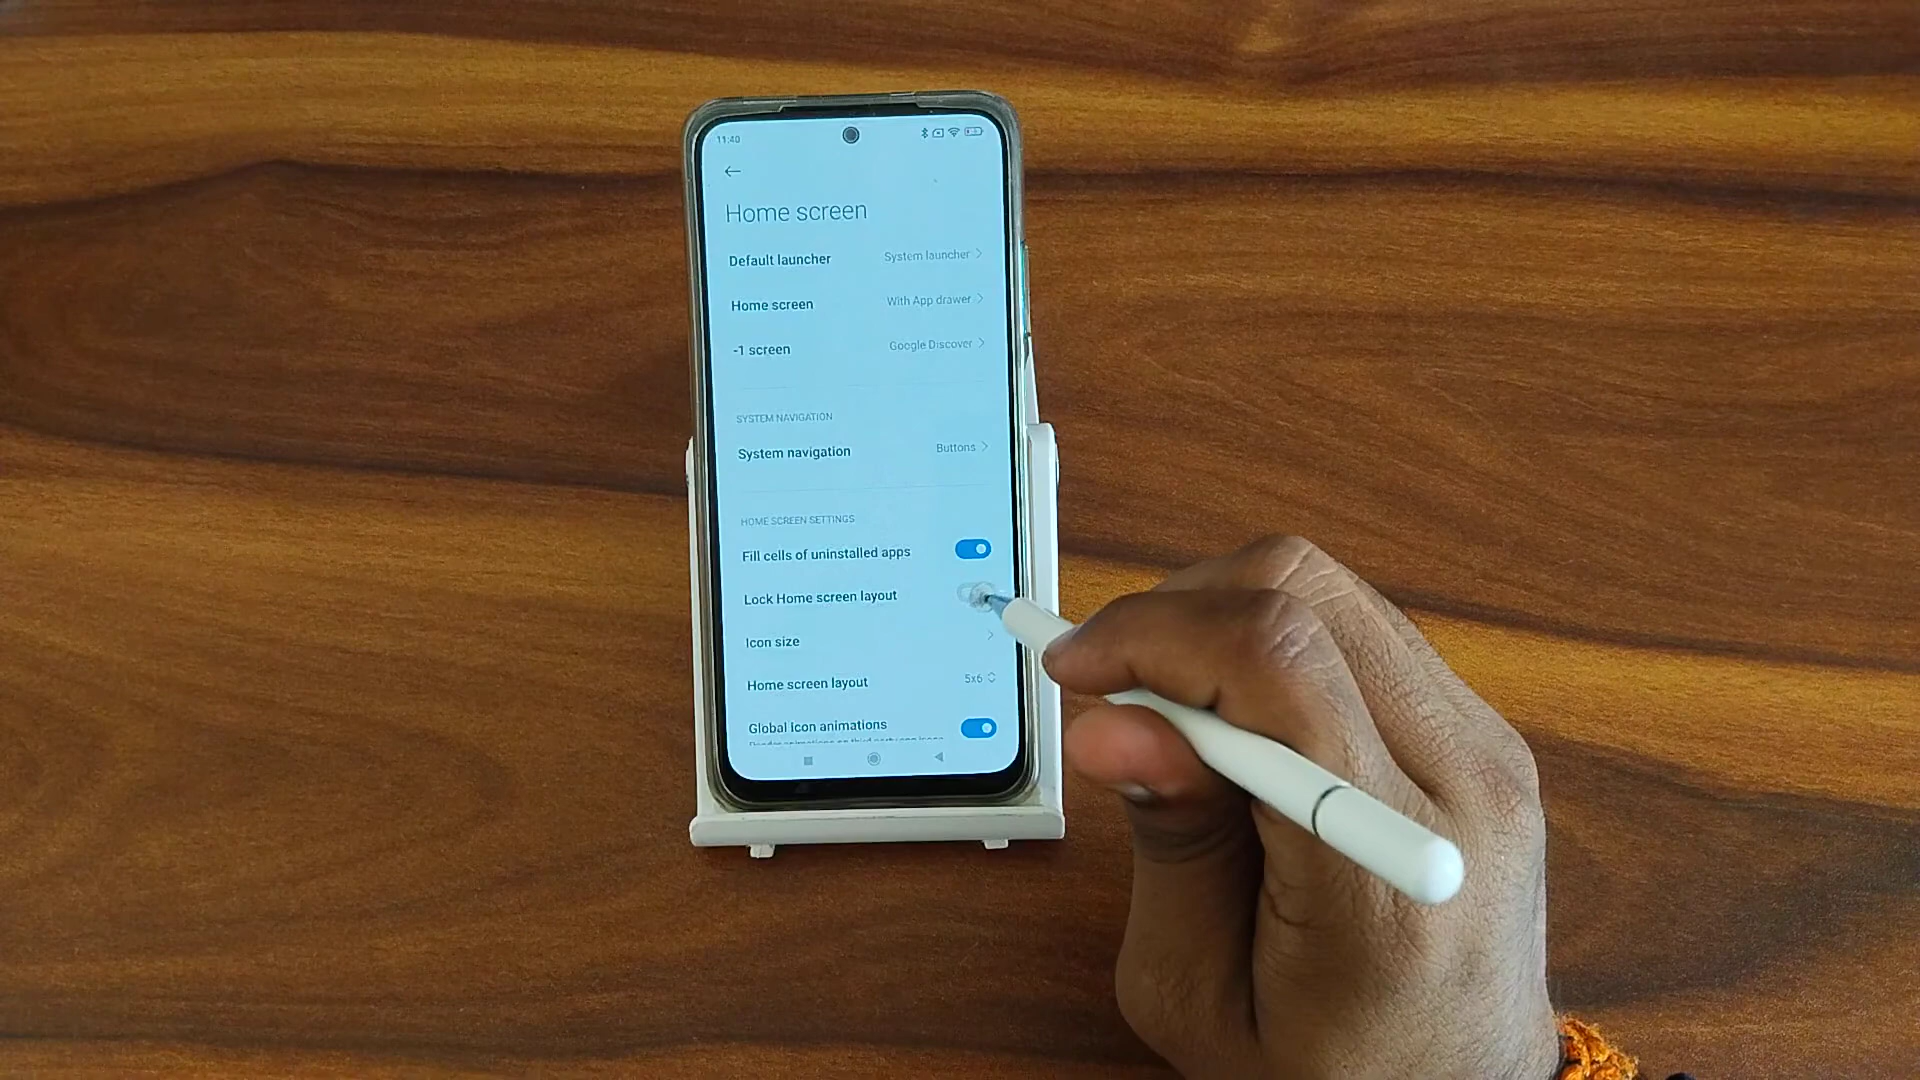 11:40
Home screen
Default launcher System launcher
Home screen With App drawer
-1 screen Google Discover
SYSTEM NAVIGATION
System navigation Buttons
HOME SCREEN SETTINGS
Fill cells of uninstalled apps
Lock Home screen layout
Icon size
Home screen layout 5x6
Global icon animations